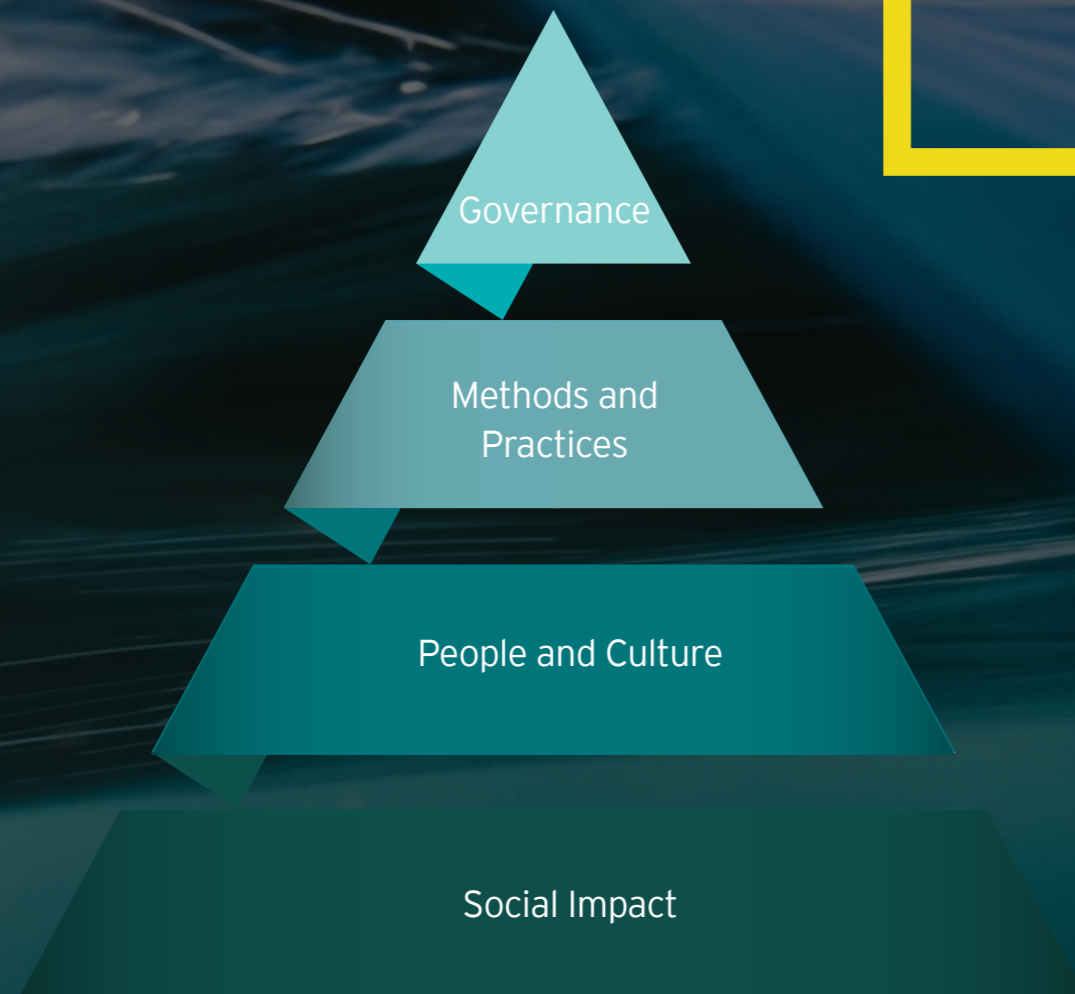 Governance
Methods and
Practices
People and Culture
Social Impact